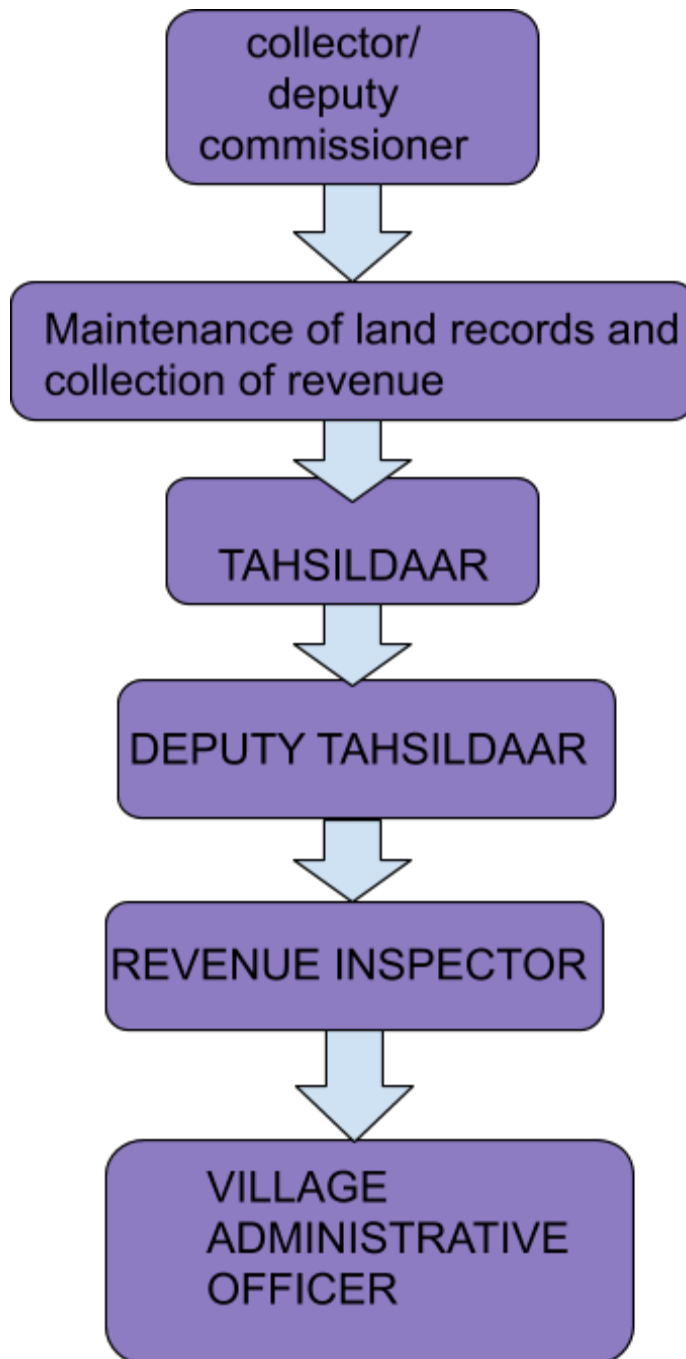 collector/
deputy
commissioner
Maintenance of land records and
collection of revenue
TAHSILDAAR
DEPUTY TAHSILDAAR
REVENUE INSPECTOR
VILLAGE
ADMINISTRATIVE
OFFICER